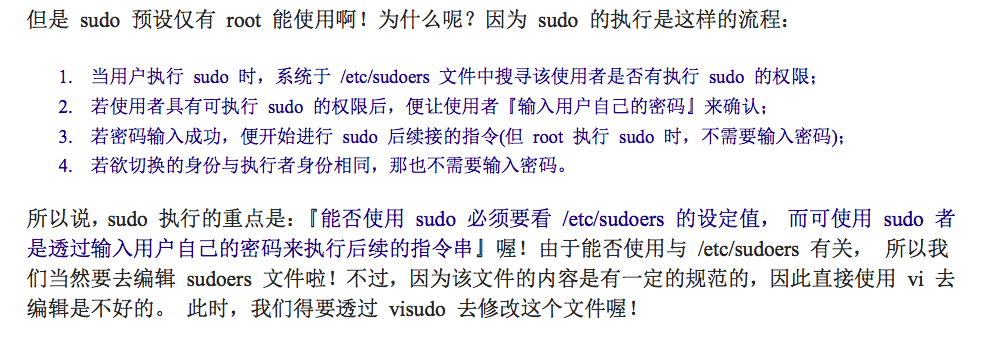 但是 sudo 预设仅有 root 能使用啊！为什么呢？因为 sudo 的执行是这样的流程：
1. 当用户执行 sudo 时，系统于 /etc/sudoers 文件中搜寻该使用者是否有执行 sudo 的权限；
2. 若使用者具有可执行 sudo 的权限后，便让使用者『输入用户自己的密码』来确认；
3. 若密码输入成功，便开始进行 sudo 后续接的指令(但 root 执行 sudo 时，不需要输入密码)；
4. 若欲切换的身份与执行者身份相同，那也不需要输入密码。
所以说，sudo 执行的重点是：『能否使用 sudo 必须要看 /etc/sudoers 的设定值， 而可使用 sudo 者
是透过输入用户自己的密码来执行后续的指令串』喔！由于能否使用与 /etc/sudoers 有关， 所以我
们当然要去编辑 sudoers 文件啦！不过，因为该文件的内容是有一定的规范的，因此直接使用 vi 去
编辑是不好的。 此时，我们得要透过 visudo 去修改这个文件喔！